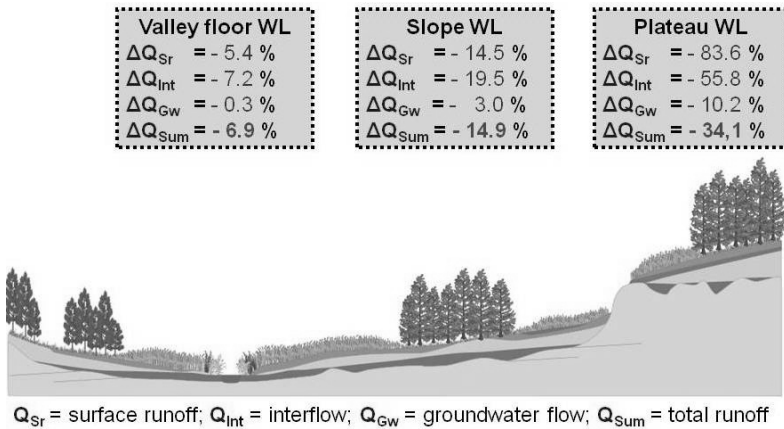 Valley floor WL
ΔQSr = - 5.4 %
ΔQInt = - 7.2 %
ΔQGw = - 0.3 %
ΔQSum = - 6.9 %
Slope WL
ΔQSr = - 14.5 %
ΔQInt = - 19.5 %
ΔQGw = - 3.0 %
ΔQSum = - 14.9 %
Plateau WL
ΔQSr = - 83.6 %
ΔQInt = - 55.8 %
ΔQGw = - 10.2 %
ΔQSum = - 34,1 %
QSr = surface runoff; QInt = interflow; QGw = groundwater flow; QSum = total runoff